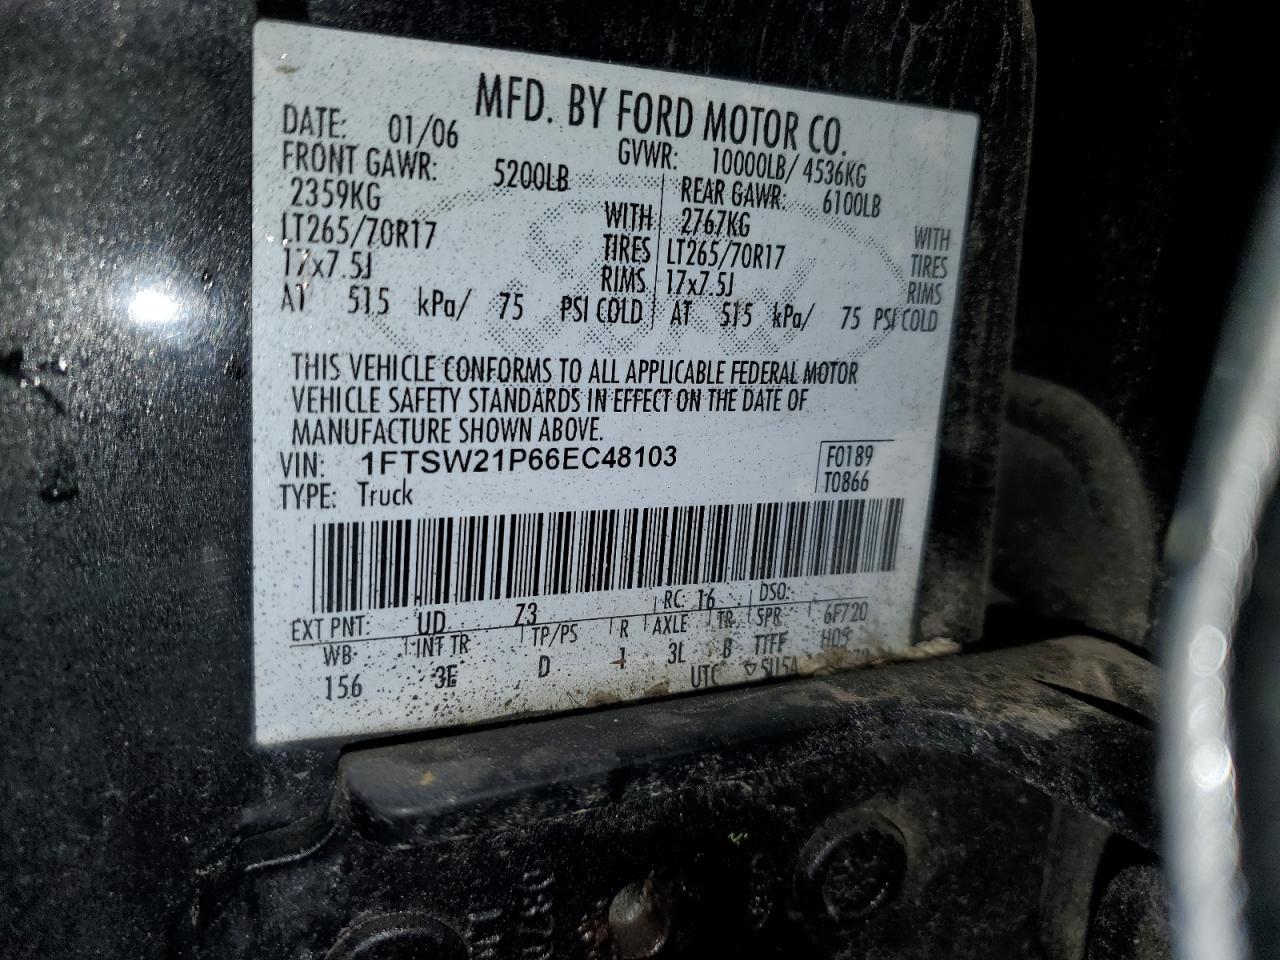 MFD. BY FORD MOTOR CO.
DATE: 01/06 GVWR: 10000LB/ 4536KG
FRONT GAWR: 5200LB REAR GAWR: 6100LB
2359KG WITH 2767KG WITH
LT265/70R17 TIRES LT265/70R17 TIRES
17x7.5J RIMS 17x7.5J RIMS
AT 515 kPa/ 75 PSI COLD AT 515 kPa/ 75 PSI COLD
THIS VEHICLE CONFORMS TO ALL APPLICABLE FEDERAL MOTOR
VEHICLE SAFETY STANDARDS IN EFFECT ON THE DATE OF
MANUFACTURE SHOWN ABOVE.
VIN: 1FTSW21P66EC48103 F0189
TYPE: Truck T0866
EXT PNT: UD Z3 RC: 16 DSO:
WB INT TR TP/PS R AXLE TR SPR 6F720
156 3E D 1 3L B
UTC